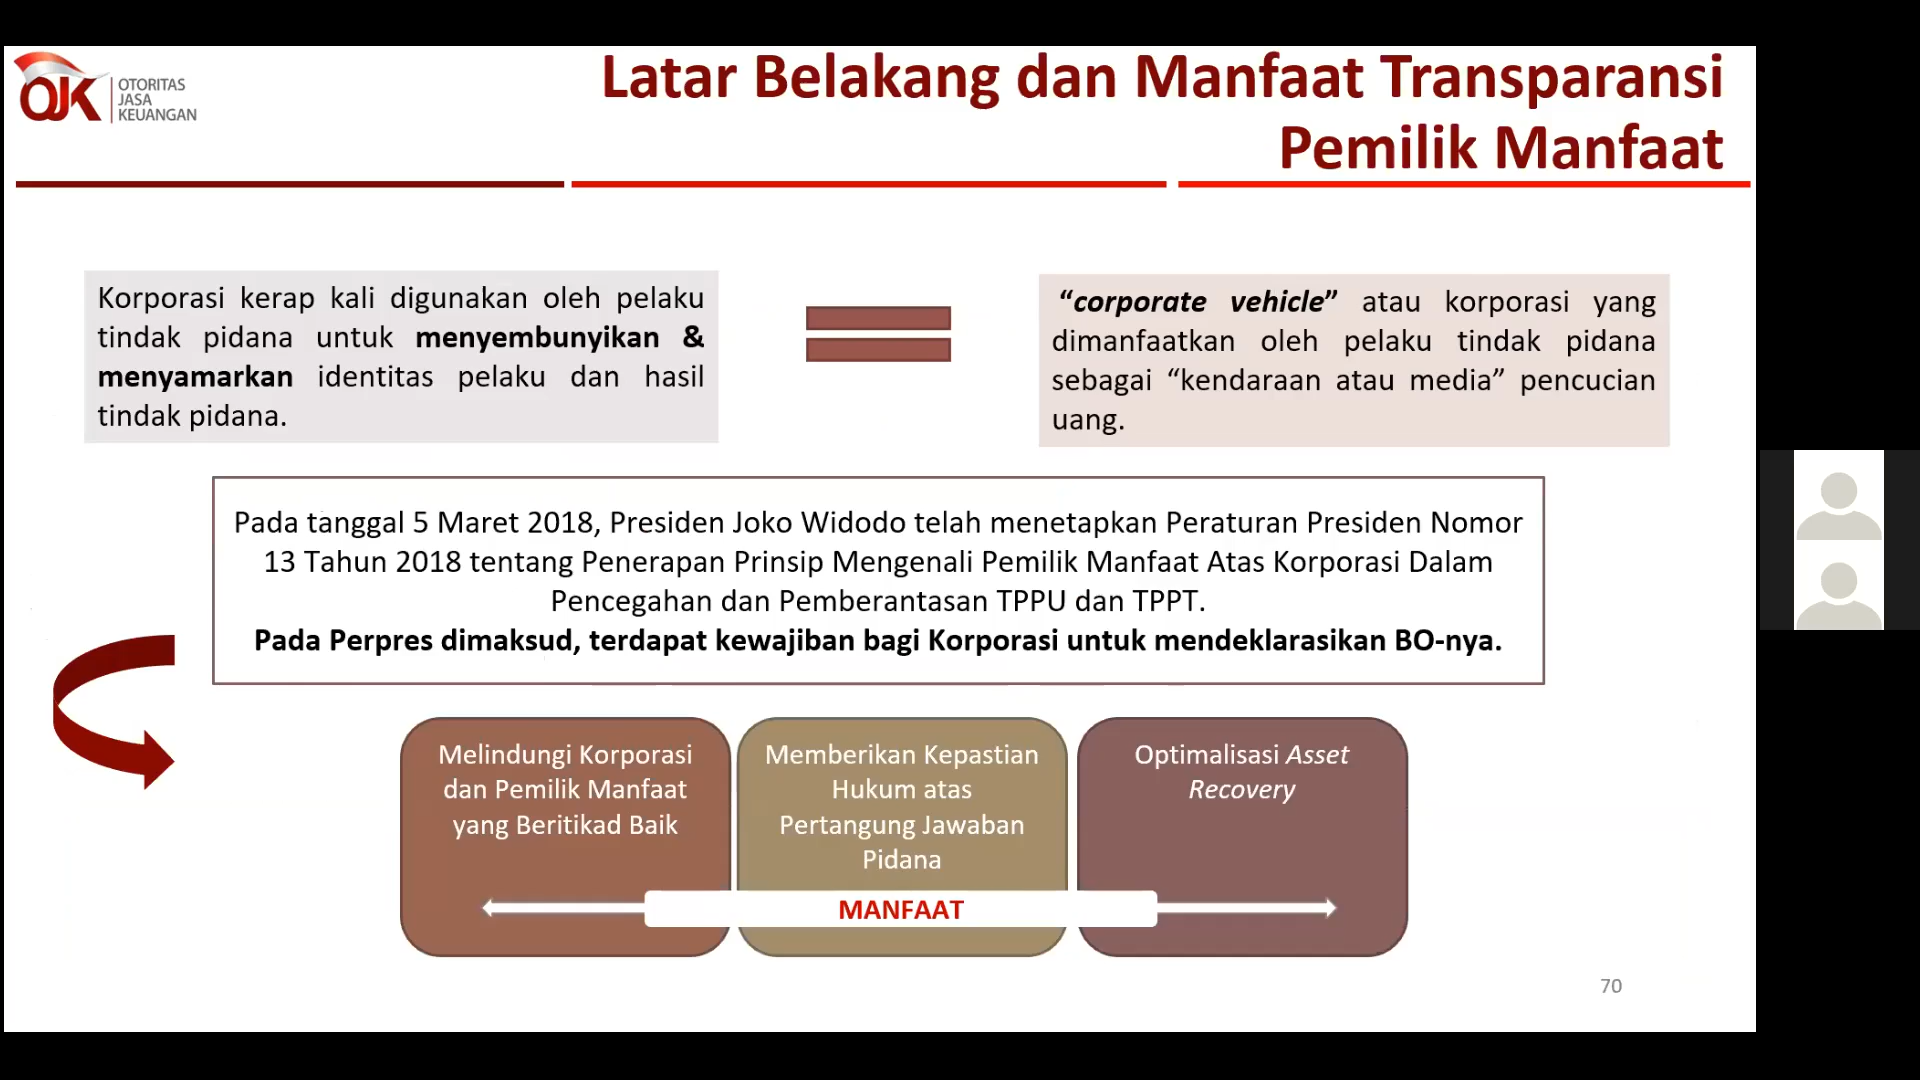 OJK
OTORITAS
JASA
KEUANGAN
Latar Belakang dan Manfaat Transparansi
Pemilik Manfaat
Korporasi kerap kali digunakan oleh pelaku
tindak pidana untuk menyembunyikan &
menyamarkan identitas pelaku dan hasil
tindak pidana.
“corporate vehicle” atau korporasi yang
dimanfaatkan oleh pelaku tindak pidana
sebagai “kendaraan atau media” pencucian
uang.
Pada tanggal 5 Maret 2018, Presiden Joko Widodo telah menetapkan Peraturan Presiden Nomor
13 Tahun 2018 tentang Penerapan Prinsip Mengenali Pemilik Manfaat Atas Korporasi Dalam
Pencegahan dan Pemberantasan TPPU dan TPPT.
Pada Perpres dimaksud, terdapat kewajiban bagi Korporasi untuk mendeklarasikan BO-nya.
Melindungi Korporasi
dan Pemilik Manfaat
yang Beritikad Baik
Memberikan Kepastian
Hukum atas
Pertangung Jawaban
Pidana
Optimalisasi Asset
Recovery
MANFAAT
70